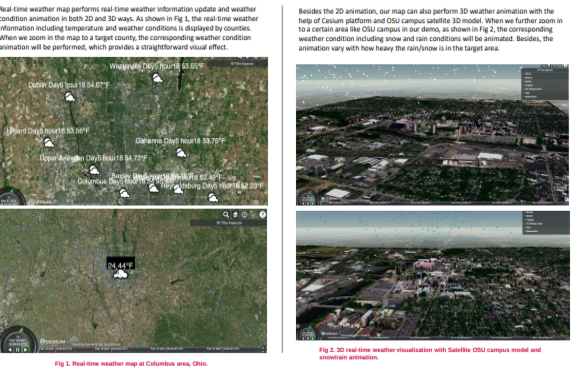 Real-time weather map performs real-time weather information update and weather
condition animation in both 2D and 3D ways. As shown in Fig 1, the real-time weather
information including temperature and weather conditions is displayed by counties.
When we zoom in the map to a target county, the corresponding weather condition
animation will be performed, which provides a straightforward visual effect.
Westerville Day5 hour18 53.65°F
Dublin Day5 hour18 54.07°F
Hilliard Day5 hour18 53.56°F
Gahanna Day5 hour18 53.76°F
Upper Arlington Day5 hour18 54.73°F
Bexley Day5 hour18
Columbus Day5 hour18
Reynoldsburg Day5 hour18 52.23°F
24.44°F
CESIUM
Fig 1. Real-time weather map at Columbus area, Ohio.
Besides the 2D animation, our map can also perform 3D weather animation with the
help of Cesium platform and OSU campus satellite 3D model. When we further zoom in
to a certain area like OSU campus in our demo, as shown in Fig 2, the corresponding
weather condition including snow and rain conditions will be animated. Besides, the
animation vary with how heavy the rain/snow is in the target area.
Fig 2. 3D real-time weather visualization with Satellite OSU campus model and
snow/rain animation.